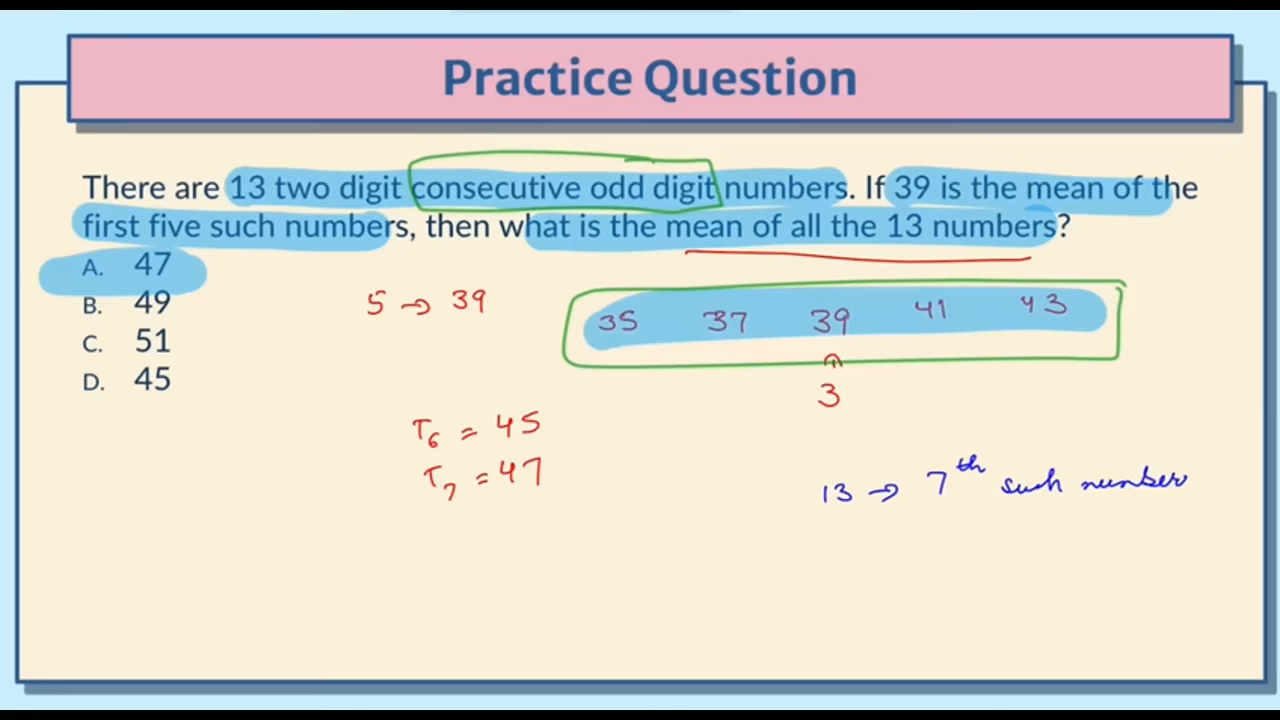 Practice Question
There are 13 two digit consecutive odd digit numbers. If 39 is the mean of the
first five such numbers, then what is the mean of all the 13 numbers?
A. 47
B. 49
C. 51
D. 45
5 → 39
35 37 39 41 43
3
T6 = 45
T7 = 47
13 → 7th such number